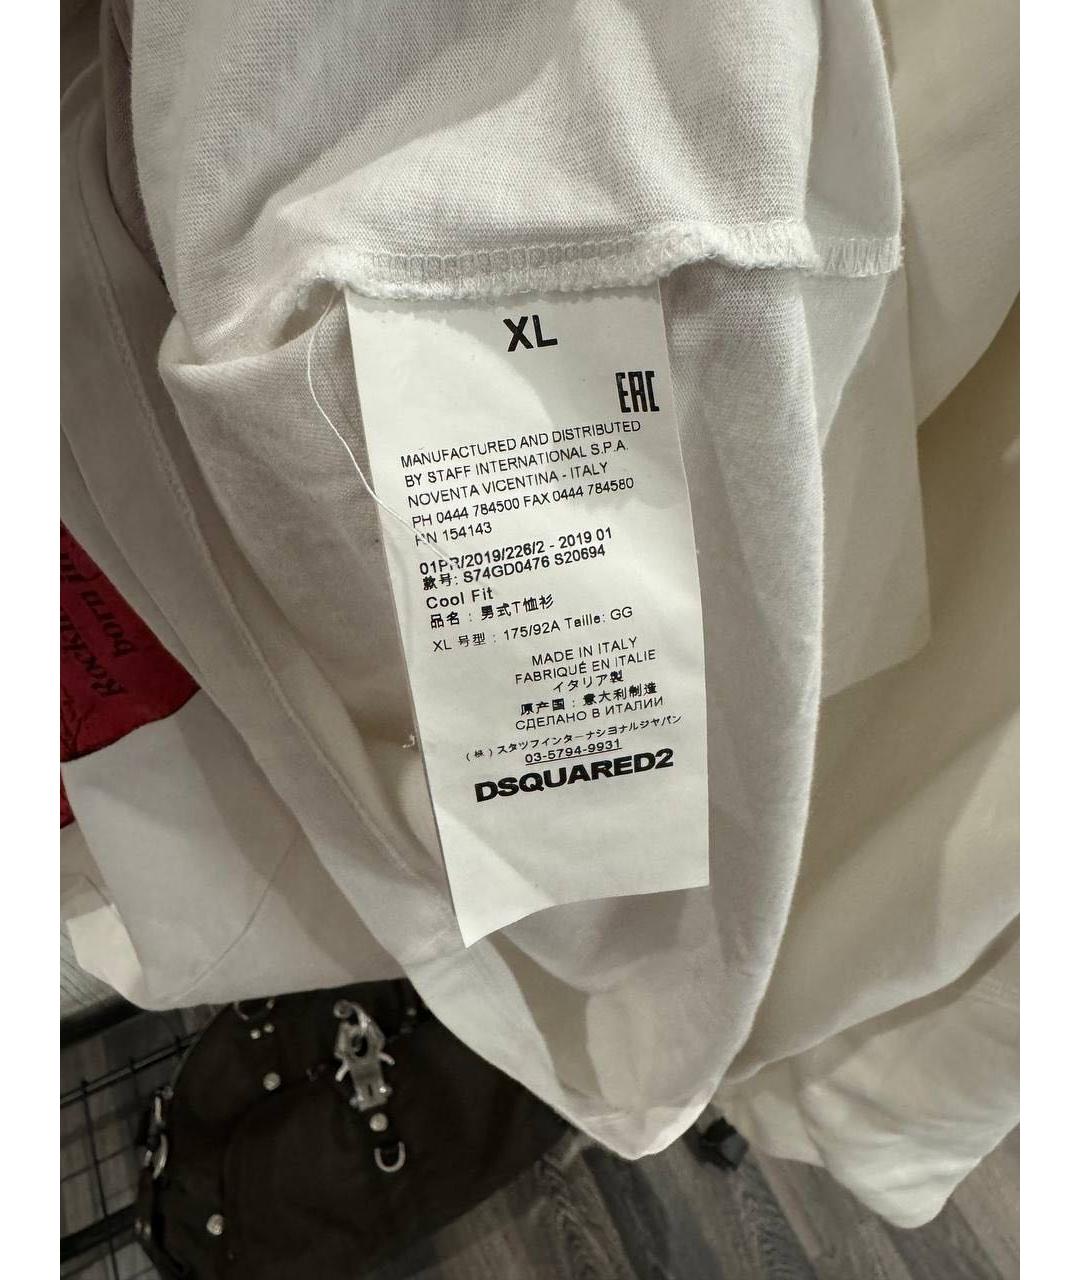 XL
EAC
MANUFACTURED AND DISTRIBUTED
BY STAFF INTERNATIONAL S.P.A.
NOVENTA VICENTINA - ITALY
PH 0444 784500 FAX 0444 784580
RN 154143
01PR/2019/226/2 - 2019 01
款号: S74GD0476 S20694
Cool Fit
品名 : 男式T恤衫
XL 号型 : 175/92A Taille: GG
MADE IN ITALY
FABRIQUÉ EN ITALIE
イタリア製
原产国 : 意大利制造
СДЕЛАНО В ИТАЛИИ
(株) スタッフインターナショナルジャパン
03-5794-9931
DSQUARED2
born